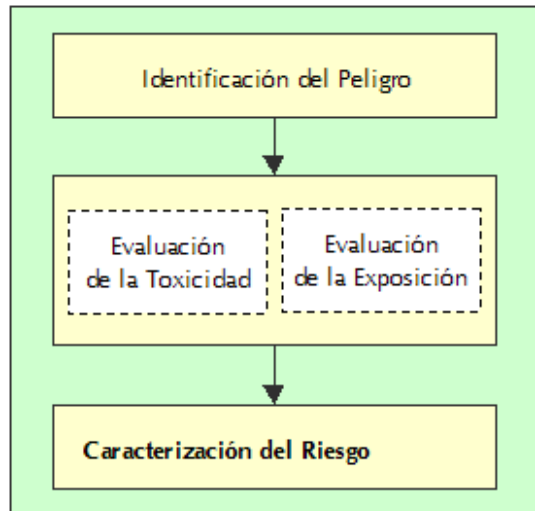 Identificación del Peligro
Evaluación
de la Toxicidad
Evaluación
de la Exposición
Caracterización del Riesgo